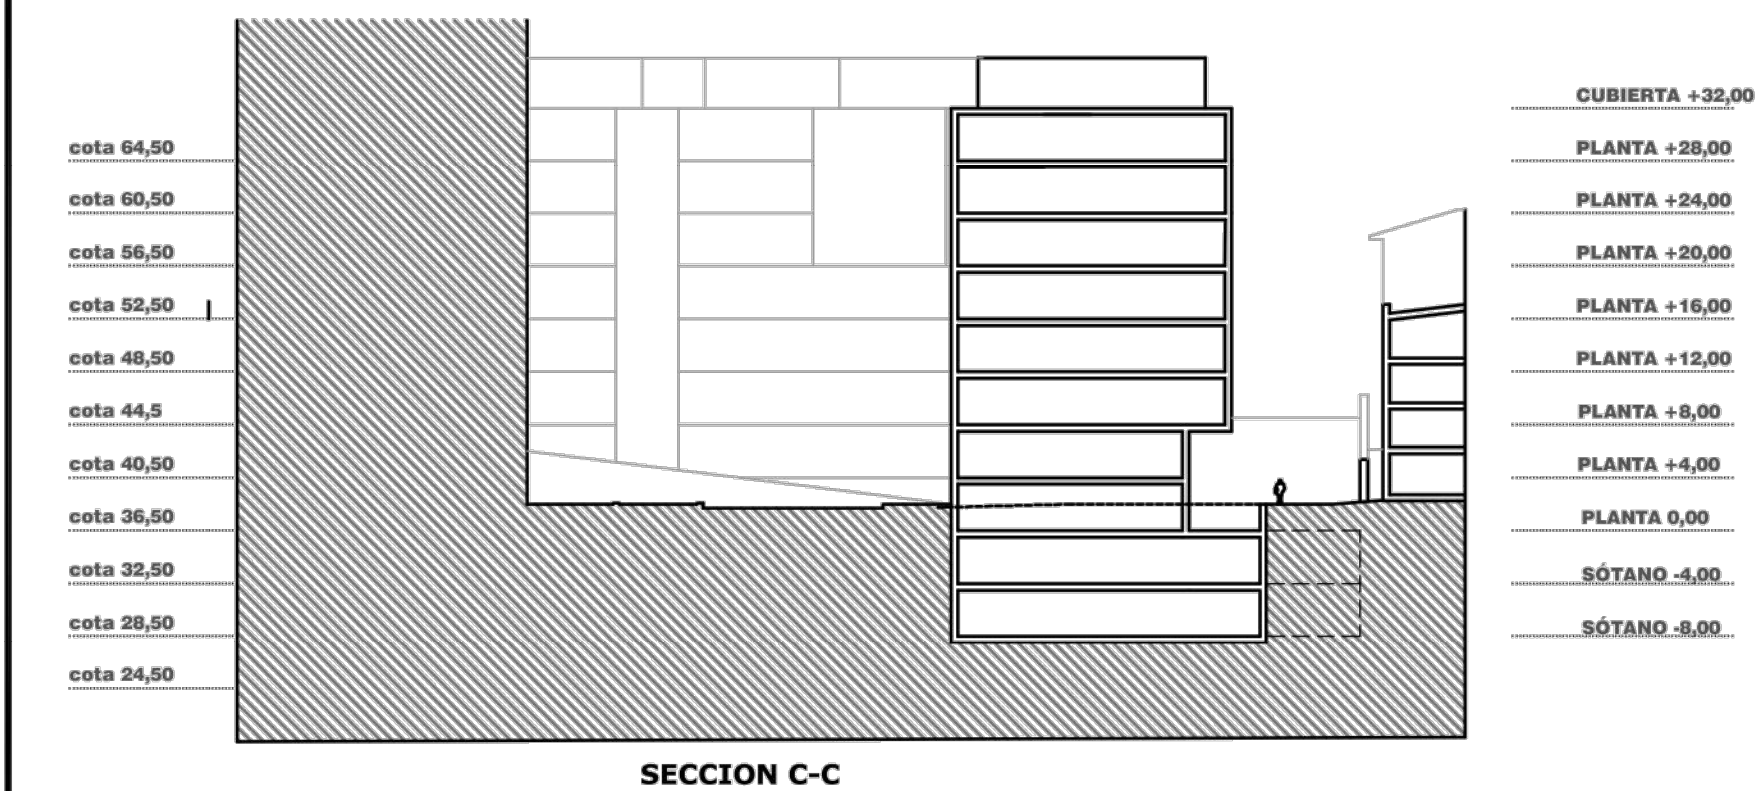 CUBIERTA +32,00
cota 64,50
PLANTA +28,00
cota 60,50
PLANTA +24,00
cota 56,50
PLANTA +20,00
cota 52,50
PLANTA +16,00
cota 48,50
PLANTA +12,00
cota 44,5
PLANTA +8,00
cota 40,50
PLANTA +4,00
cota 36,50
PLANTA 0,00
cota 32,50
SÓTANO -4,00
cota 28,50
SÓTANO -8,00
cota 24,50
SECCION C-C